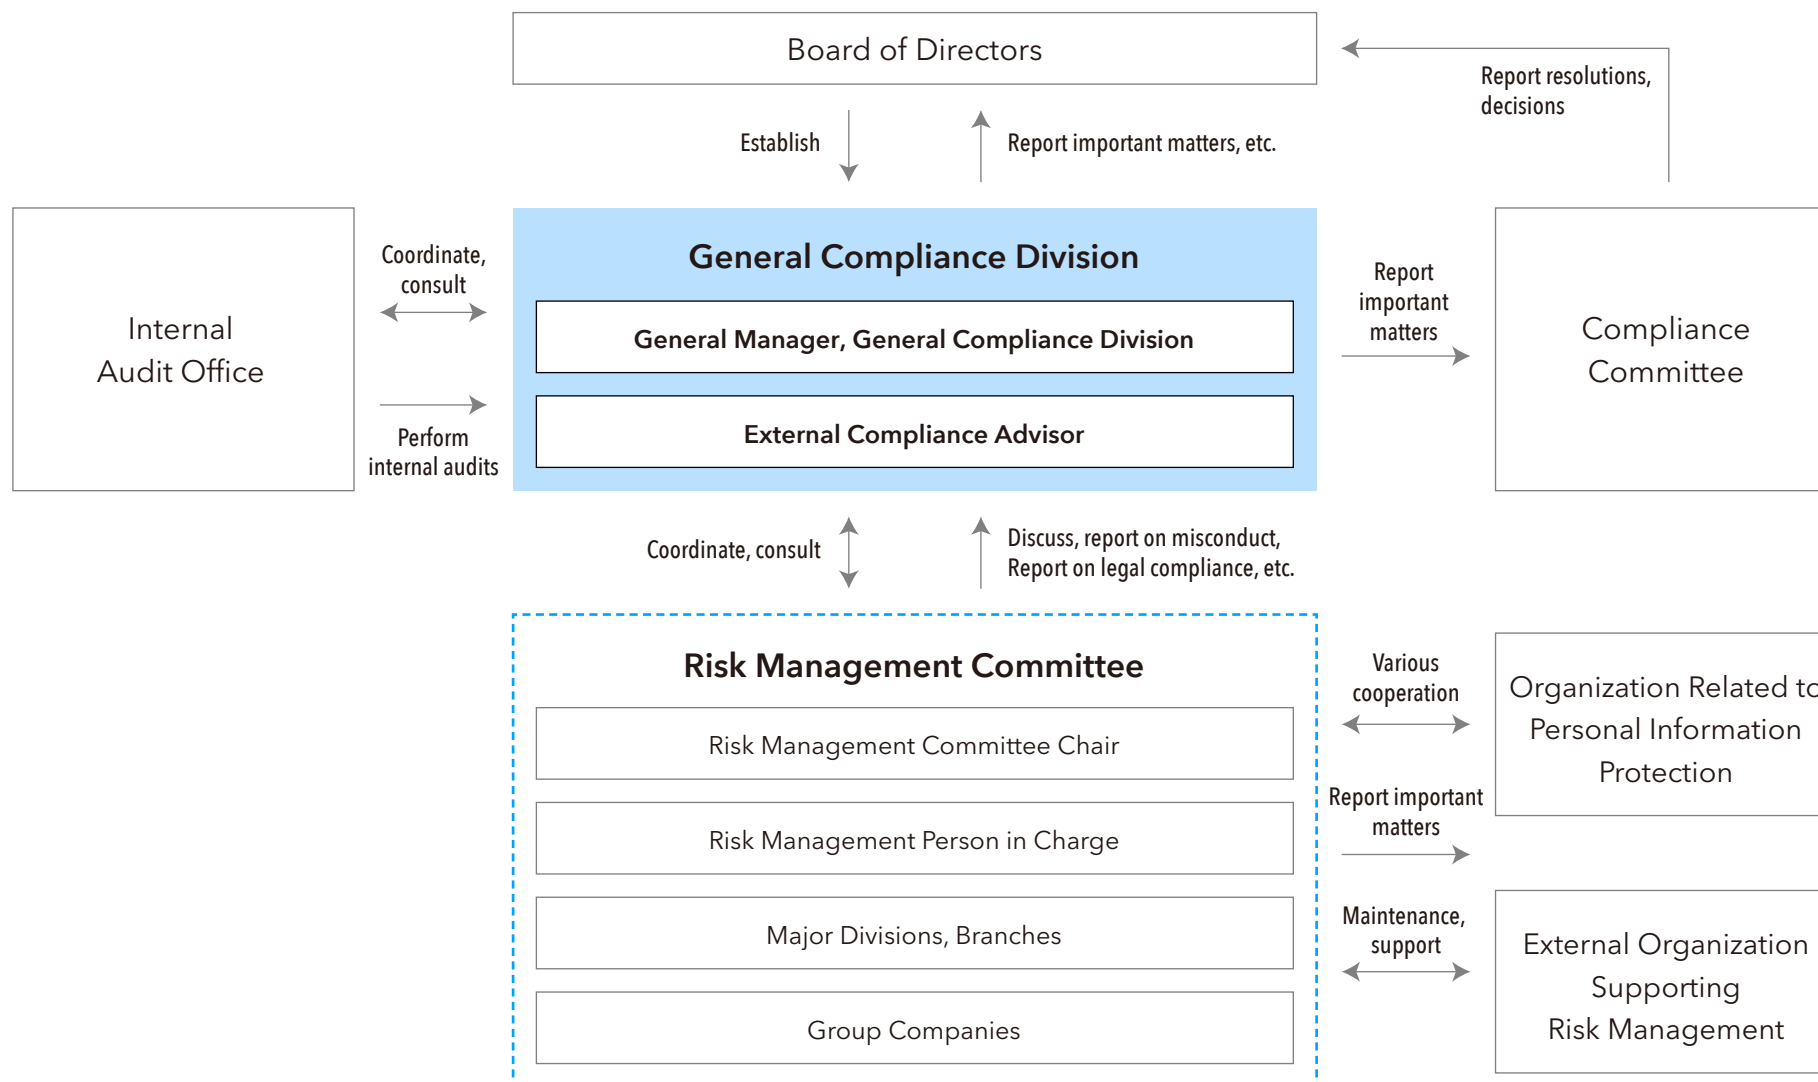 Board of Directors
Report resolutions,
decisions
Establish
Report important matters, etc.
Internal
Audit Office
Coordinate,
consult
Perform
internal audits
General Compliance Division
General Manager, General Compliance Division
External Compliance Advisor
Report
important
matters
Compliance
Committee
Coordinate, consult
Discuss, report on misconduct,
Report on legal compliance, etc.
Risk Management Committee
Risk Management Committee Chair
Risk Management Person in Charge
Major Divisions, Branches
Group Companies
Various
cooperation
Report important
matters
Maintenance,
support
Organization Related to
Personal Information
Protection
External Organization
Supporting
Risk Management